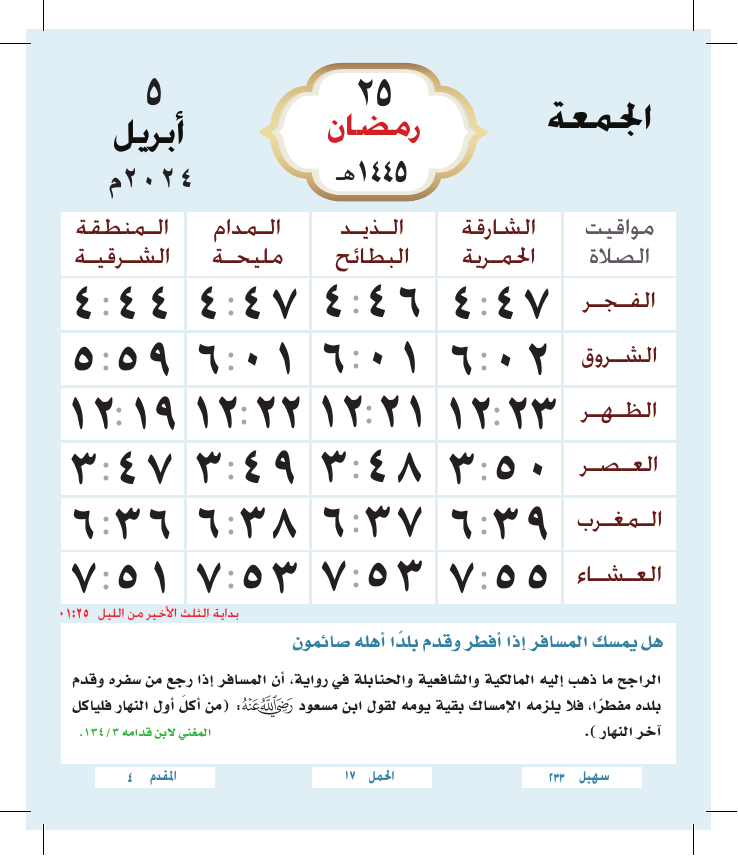 الجمعة
٢٥
رمضان
١٤٤٥هـ
٥
أبريل
٢٠٢٤م
مواقيت الصلاة | الشارقة الحمرية | الـذيـد البطائح | المدام مليحة | المنطقة الشرقية
الفجر ٤:٤٧ ٤:٤٦ ٤:٤٧ ٤:٤٤
الشروق ٦:٠٢ ٦:٠١ ٦:٠١ ٥:٥٩
الظهر ١٢:٢٣ ١٢:٢١ ١٢:٢٢ ١٢:١٩
العصر ٣:٥٠ ٣:٤٨ ٣:٤٩ ٣:٤٧
المغرب ٦:٣٩ ٦:٣٧ ٦:٣٨ ٦:٣٦
العشاء ٧:٥٥ ٧:٥٣ ٧:٥٣ ٧:٥١
بداية الثلث الأخير من الليل ٠١:٢٥
هل يمسك المسافر إذا أفطر وقدم بلدًا أهله صائمون
الراجح ما ذهب إليه المالكية والشافعية والحنابلة في رواية، أن المسافر إذا رجع من سفره وقدم
بلده مفطرًا، فلا يلزمه الإمساك بقية يومه لقول ابن مسعود رَضِيَ اللَّهُ عَنْهُ: (من أكل أول النهار فلياكل
آخر النهار). المغني لابن قدامه ١٣٤/٣.
سهيل ٢٣٣
الحمل ١٧
المقدم ٤